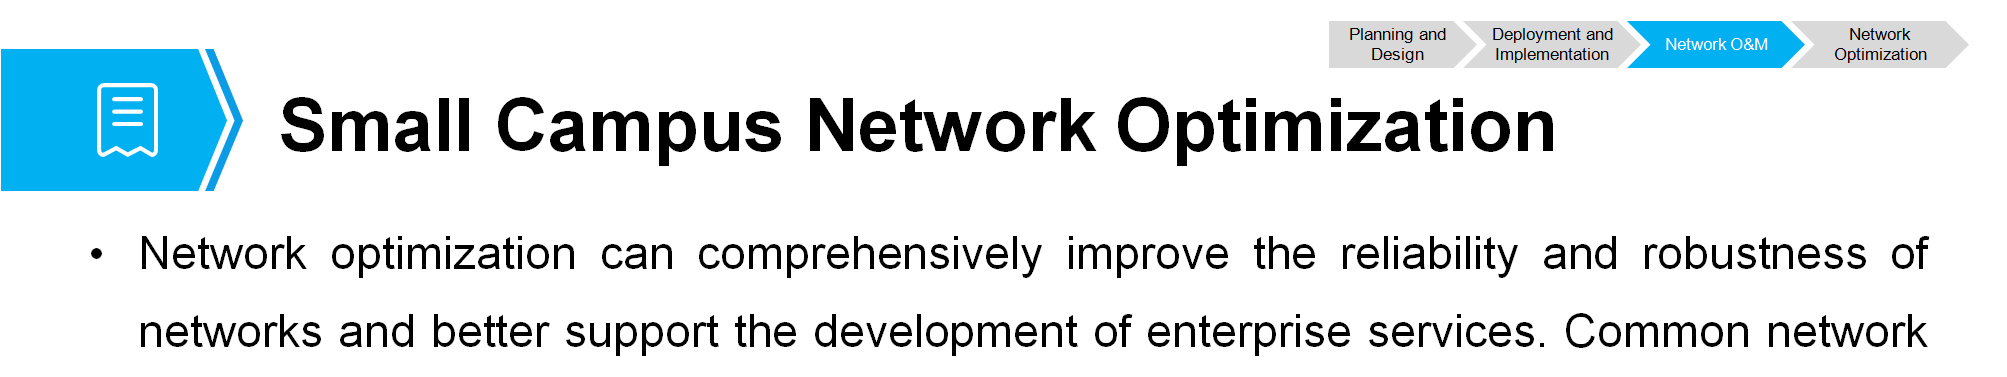 Planning and
Design
Deployment and
Implementation
Network O&M
Network
Optimization
Small Campus Network Optimization
• Network optimization can comprehensively improve the reliability and robustness of
networks and better support the development of enterprise services. Common network